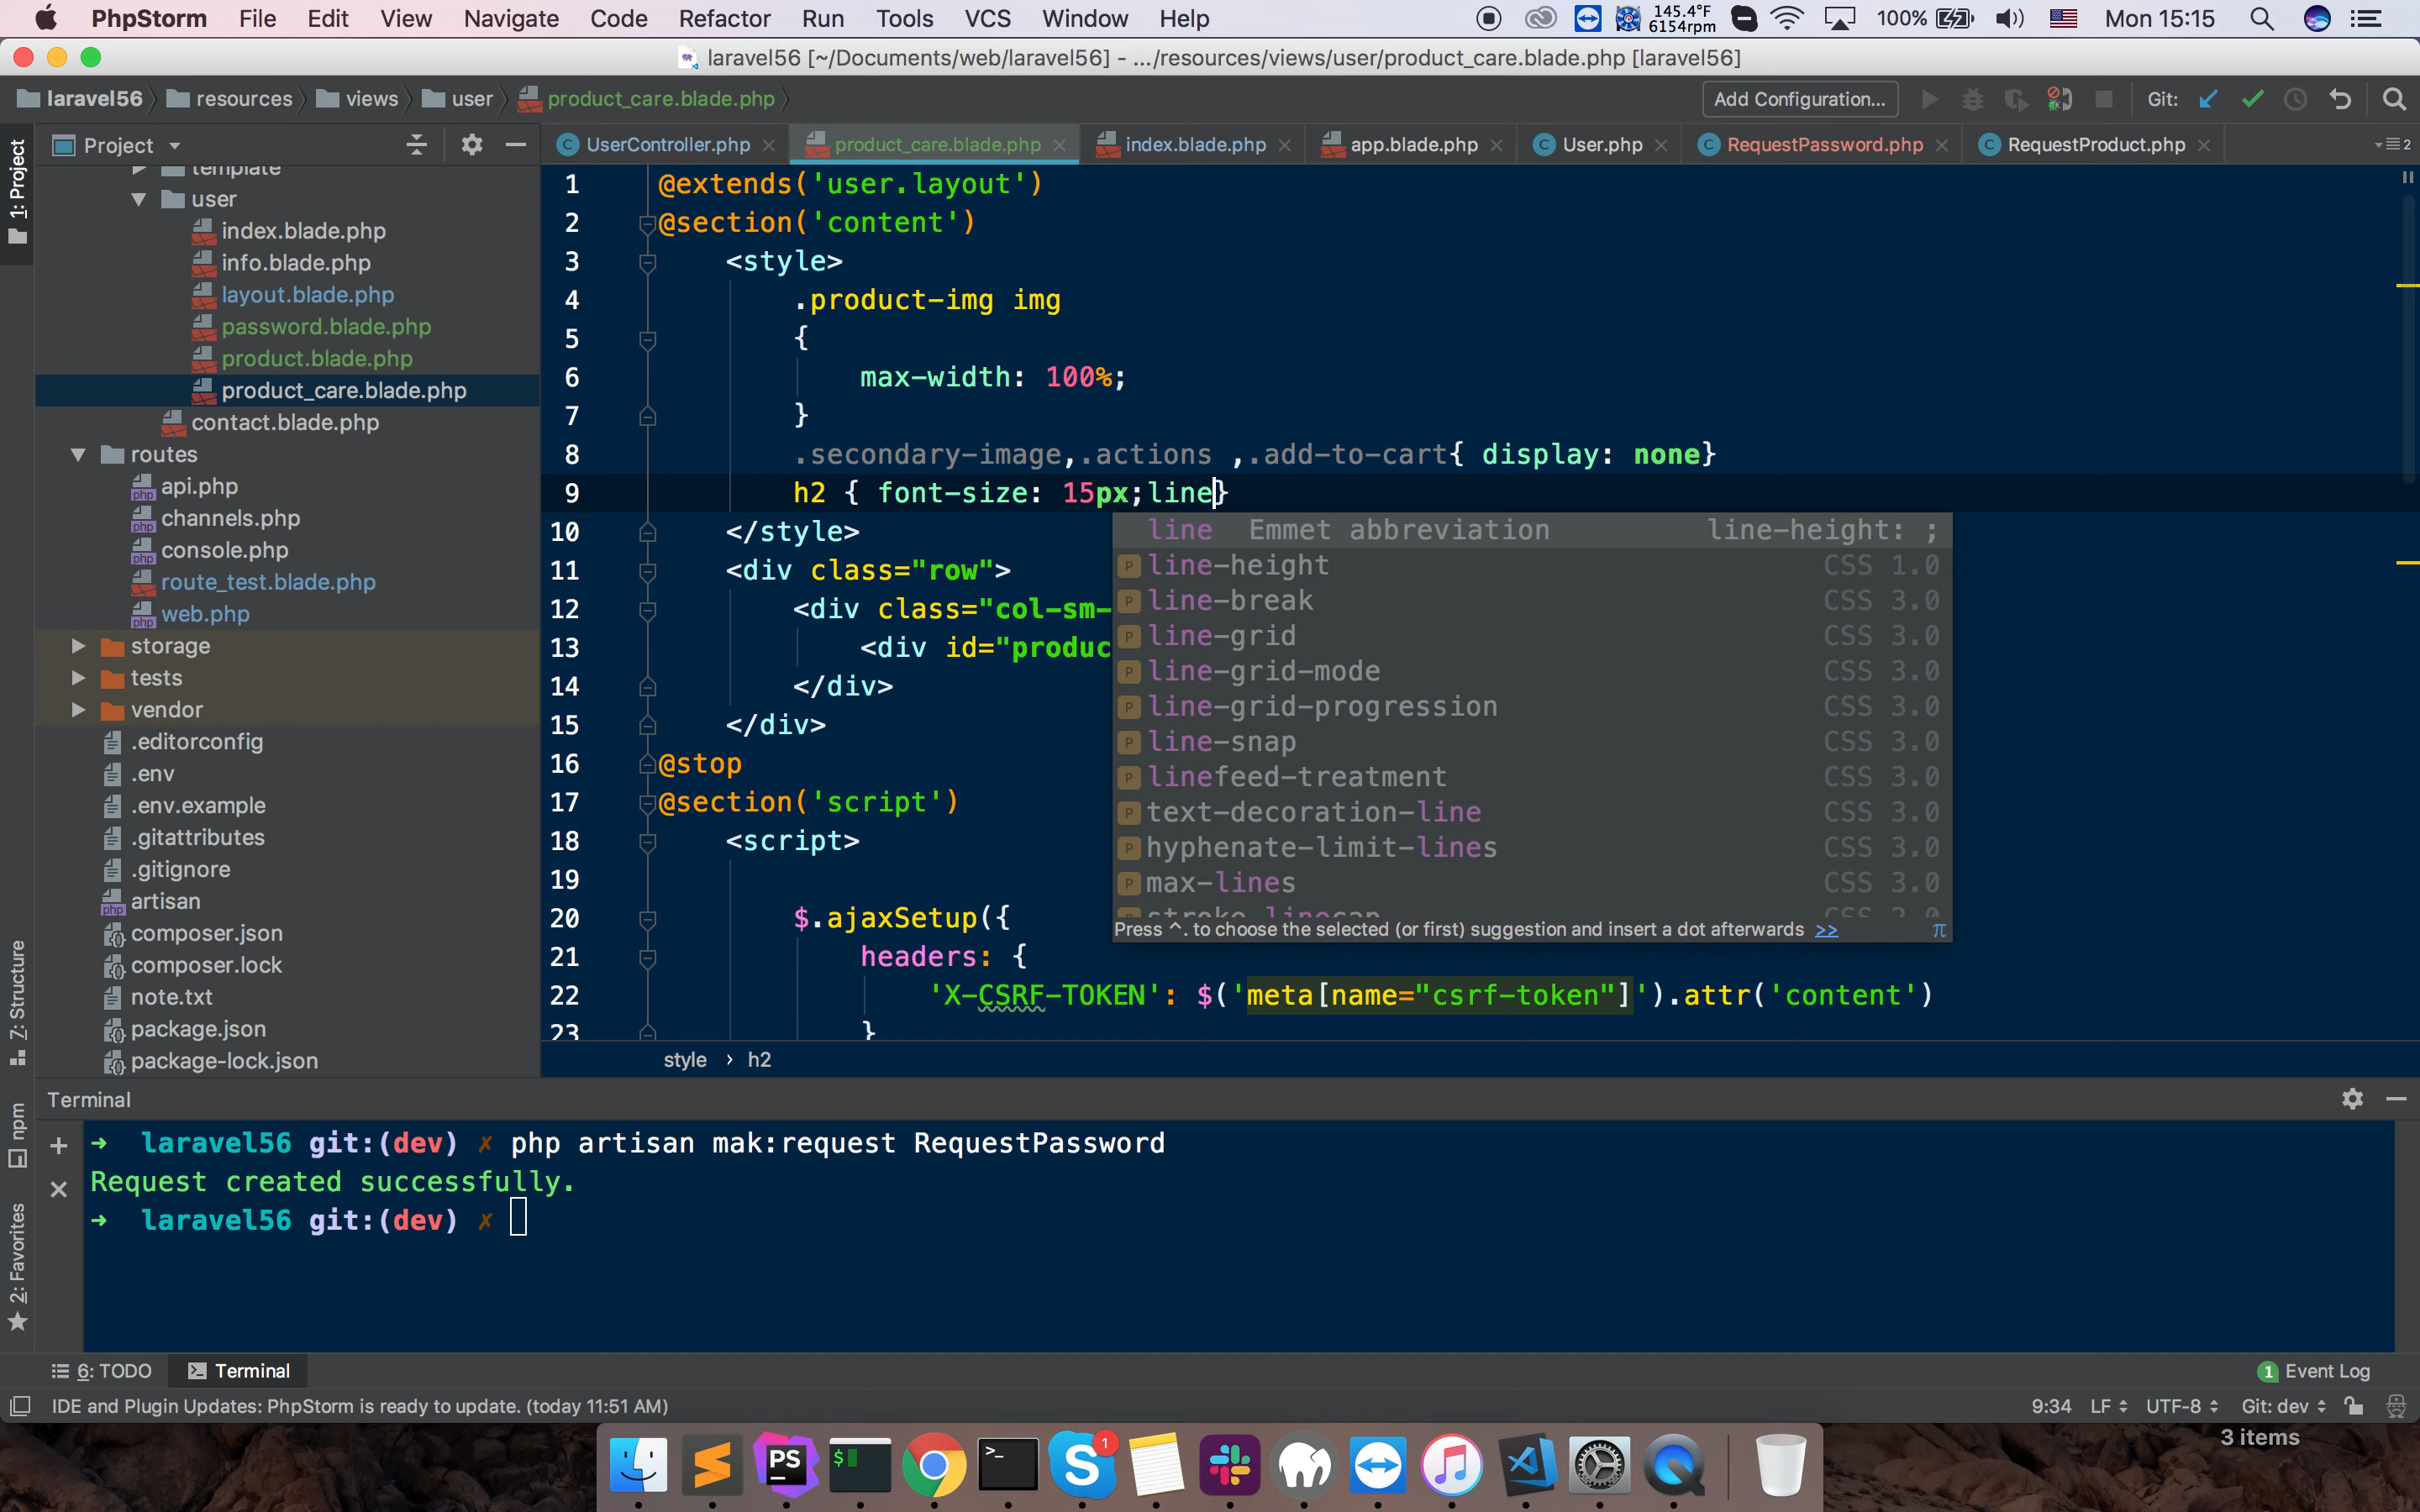 PhpStorm File Edit View Navigate Code Refactor Run Tools VCS Window Help 145.4°F 6154rpm 100% Mon 15:15
laravel56 [~/Documents/web/laravel56] - .../resources/views/user/product_care.blade.php [laravel56]
laravel56 resources views user product_care.blade.php Add Configuration... Git:
Project
UserController.php product_care.blade.php index.blade.php app.blade.php User.php RequestPassword.php RequestProduct.php 2
1: Project
template
user
index.blade.php
info.blade.php
layout.blade.php
password.blade.php
product.blade.php
product_care.blade.php
contact.blade.php
routes
api.php
channels.php
console.php
route_test.blade.php
web.php
storage
tests
vendor
.editorconfig
.env
.env.example
.gitattributes
.gitignore
artisan
composer.json
composer.lock
note.txt
package.json
package-lock.json
7: Structure
npm
2: Favorites
1 @extends('user.layout')
2 @section('content')
3 <style>
4 .product-img img
5 {
6 max-width: 100%;
7 }
8 .secondary-image,.actions ,.add-to-cart{ display: none}
9 h2 { font-size: 15px;line}
10 </style>
11 <div class="row">
12 <div class="col-sm-
13 <div id="produc
14 </div>
15 </div>
16 @stop
17 @section('script')
18 <script>
19
20 $.ajaxSetup({
21 headers: {
22 'X-CSRF-TOKEN': $('meta[name="csrf-token"]').attr('content')
23 }
line Emmet abbreviation line-height: ;
line-height CSS 1.0
line-break CSS 3.0
line-grid CSS 3.0
line-grid-mode CSS 3.0
line-grid-progression CSS 3.0
line-snap CSS 3.0
linefeed-treatment CSS 3.0
text-decoration-line CSS 3.0
hyphenate-limit-lines CSS 3.0
max-lines CSS 3.0
Press ^. to choose the selected (or first) suggestion and insert a dot afterwards >> π
style › h2
Terminal
➜ laravel56 git:(dev) ✗ php artisan mak:request RequestPassword
Request created successfully.
➜ laravel56 git:(dev) ✗
6: TODO Terminal 1 Event Log
IDE and Plugin Updates: PhpStorm is ready to update. (today 11:51 AM) 9:34 LF UTF-8 Git: dev
3 items
PS
$
>_
S
1